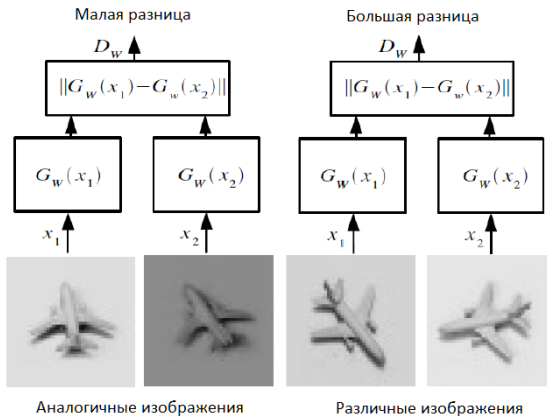 Малая разница
D_W
||G_W(x_1)−G_w(x_2)||
G_W(x_1)
G_W(x_2)
x_1
x_2
Аналогичные изображения
Большая разница
D_W
||G_W(x_1)−G_w(x_2)||
G_W(x_1)
G_W(x_2)
x_1
x_2
Различные изображения